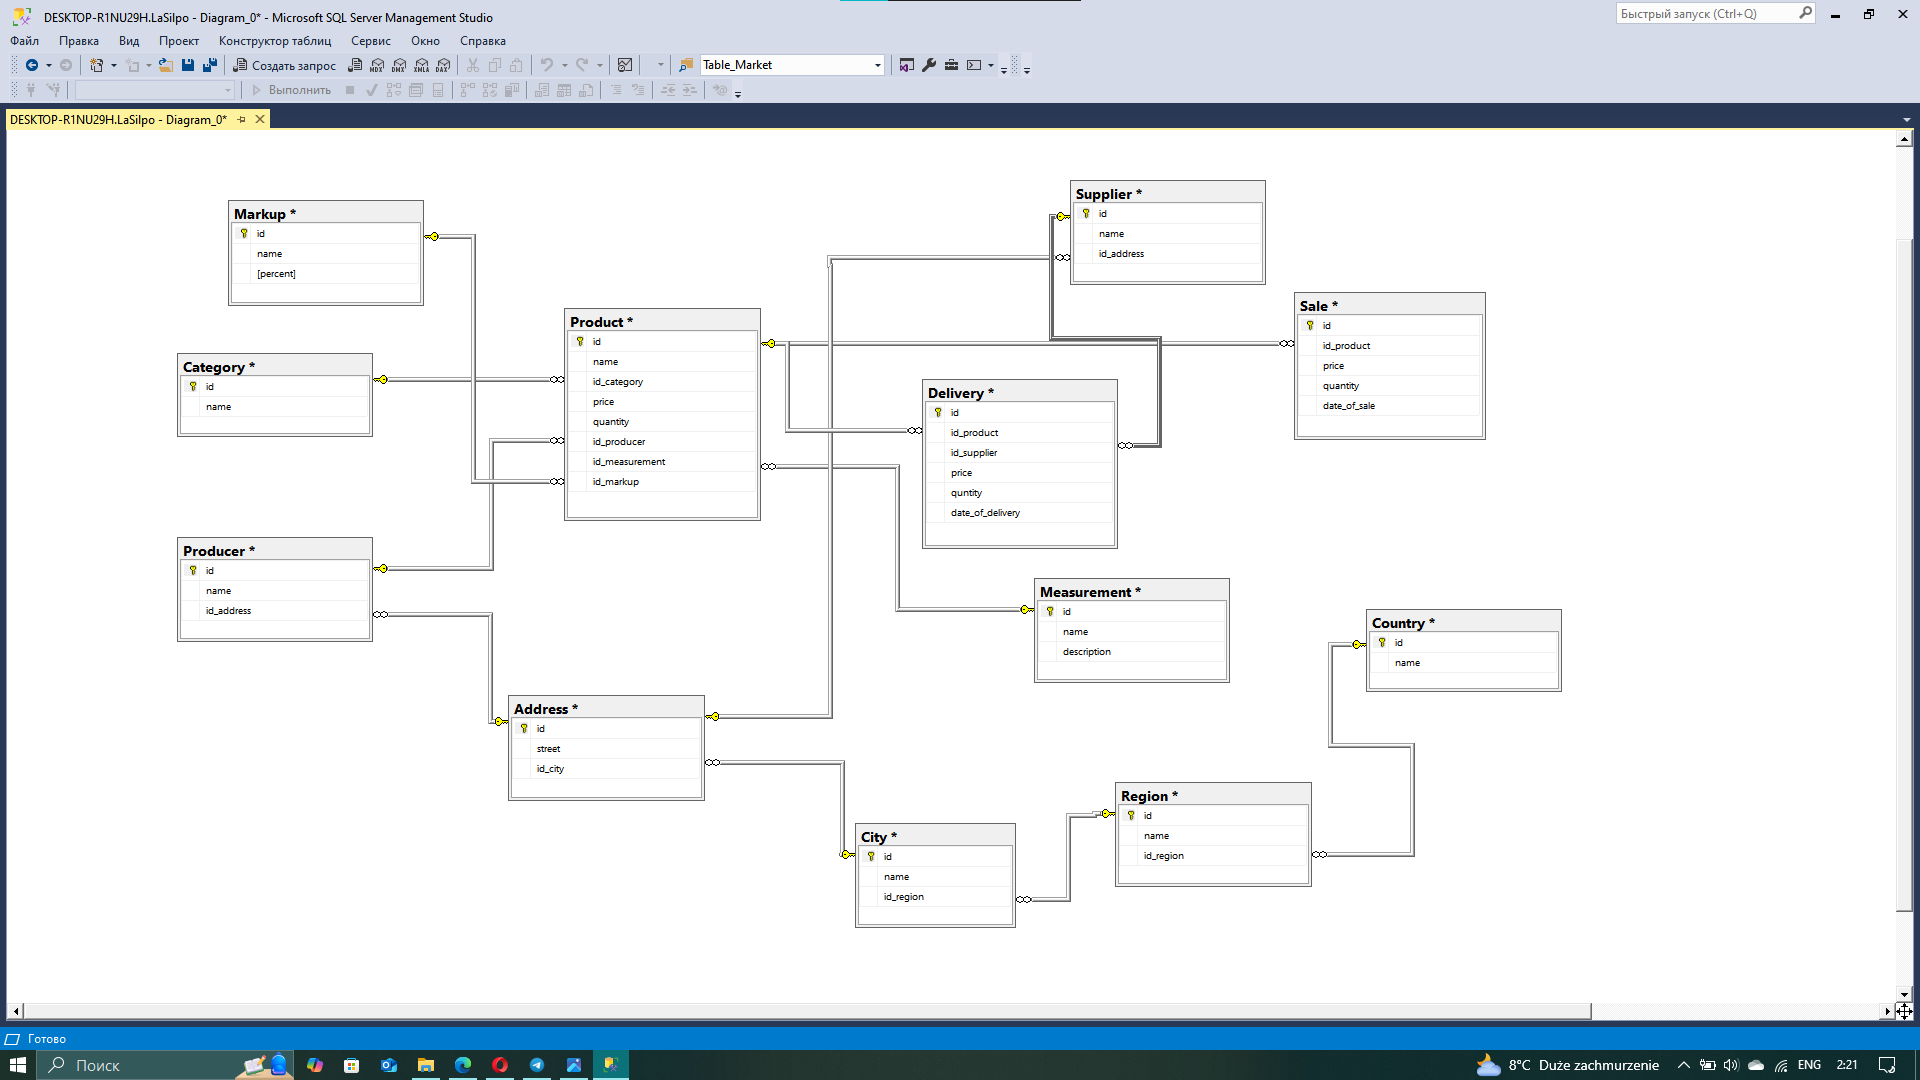 DESKTOP-R1NU29H.LaSilpo - Diagram_0* - Microsoft SQL Server Management Studio
Быстрый запуск (Ctrl+Q)
Файл Правка Вид Проект Конструктор таблиц Сервис Окно Справка
Создать запрос MDX DMX XMLA DAX Table_Market
Выполнить
DESKTOP-R1NU29H.LaSilpo - Diagram_0*
Markup *
id
name
[percent]
Category *
id
name
Producer *
id
name
id_address
Product *
id
name
id_category
price
quantity
id_producer
id_measurement
id_markup
Address *
id
street
id_city
Supplier *
id
name
id_address
Delivery *
id
id_product
id_supplier
price
quntity
date_of_delivery
Sale *
id
id_product
price
quantity
date_of_sale
Measurement *
id
name
description
Country *
id
name
City *
id
name
id_region
Region *
id
name
id_region
Готово
Поиск
8°C Duże zachmurzenie
ENG
2:21